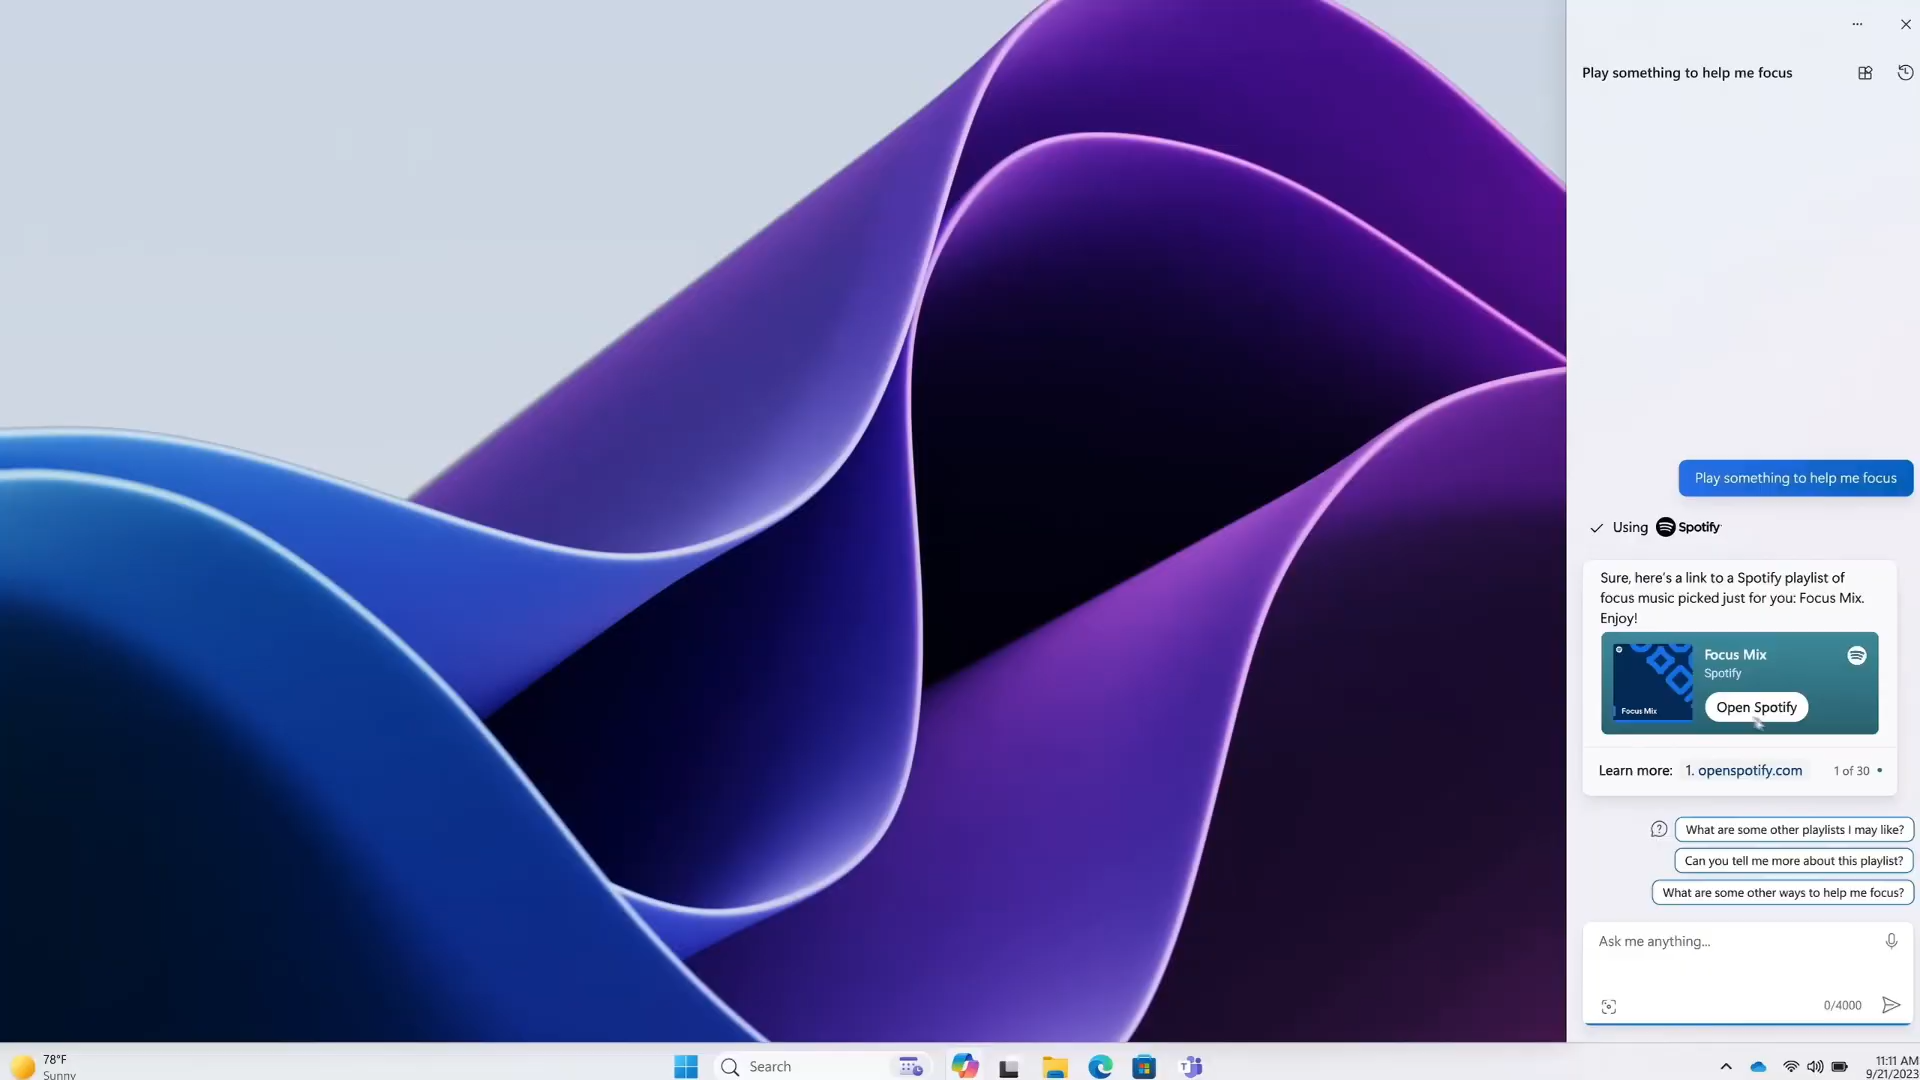 Play something to help me focus
Play something to help me focus
Using Spotify
Sure, here's a link to a Spotify playlist of
focus music picked just for you: Focus Mix.
Enjoy!
Focus Mix
Spotify
Focus Mix
Open Spotify
Learn more: 1. openspotify.com 1 of 30
What are some other playlists I may like?
Can you tell me more about this playlist?
What are some other ways to help me focus?
Ask me anything...
0/4000
78°F
Sunny
Search
11:11 AM
9/21/2023